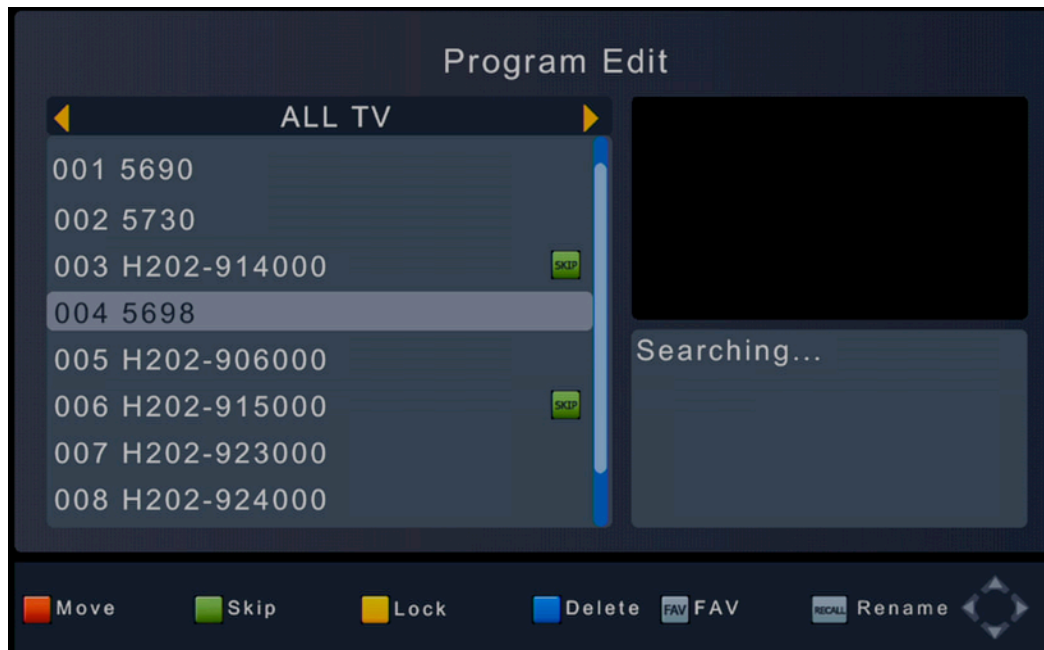 Program Edit
ALL TV
001 5690
002 5730
003 H202-914000 SKIP
004 5698
005 H202-906000
006 H202-915000 SKIP
007 H202-923000
008 H202-924000
Searching...
Move Skip Lock Delete FAV FAV RECALL Rename